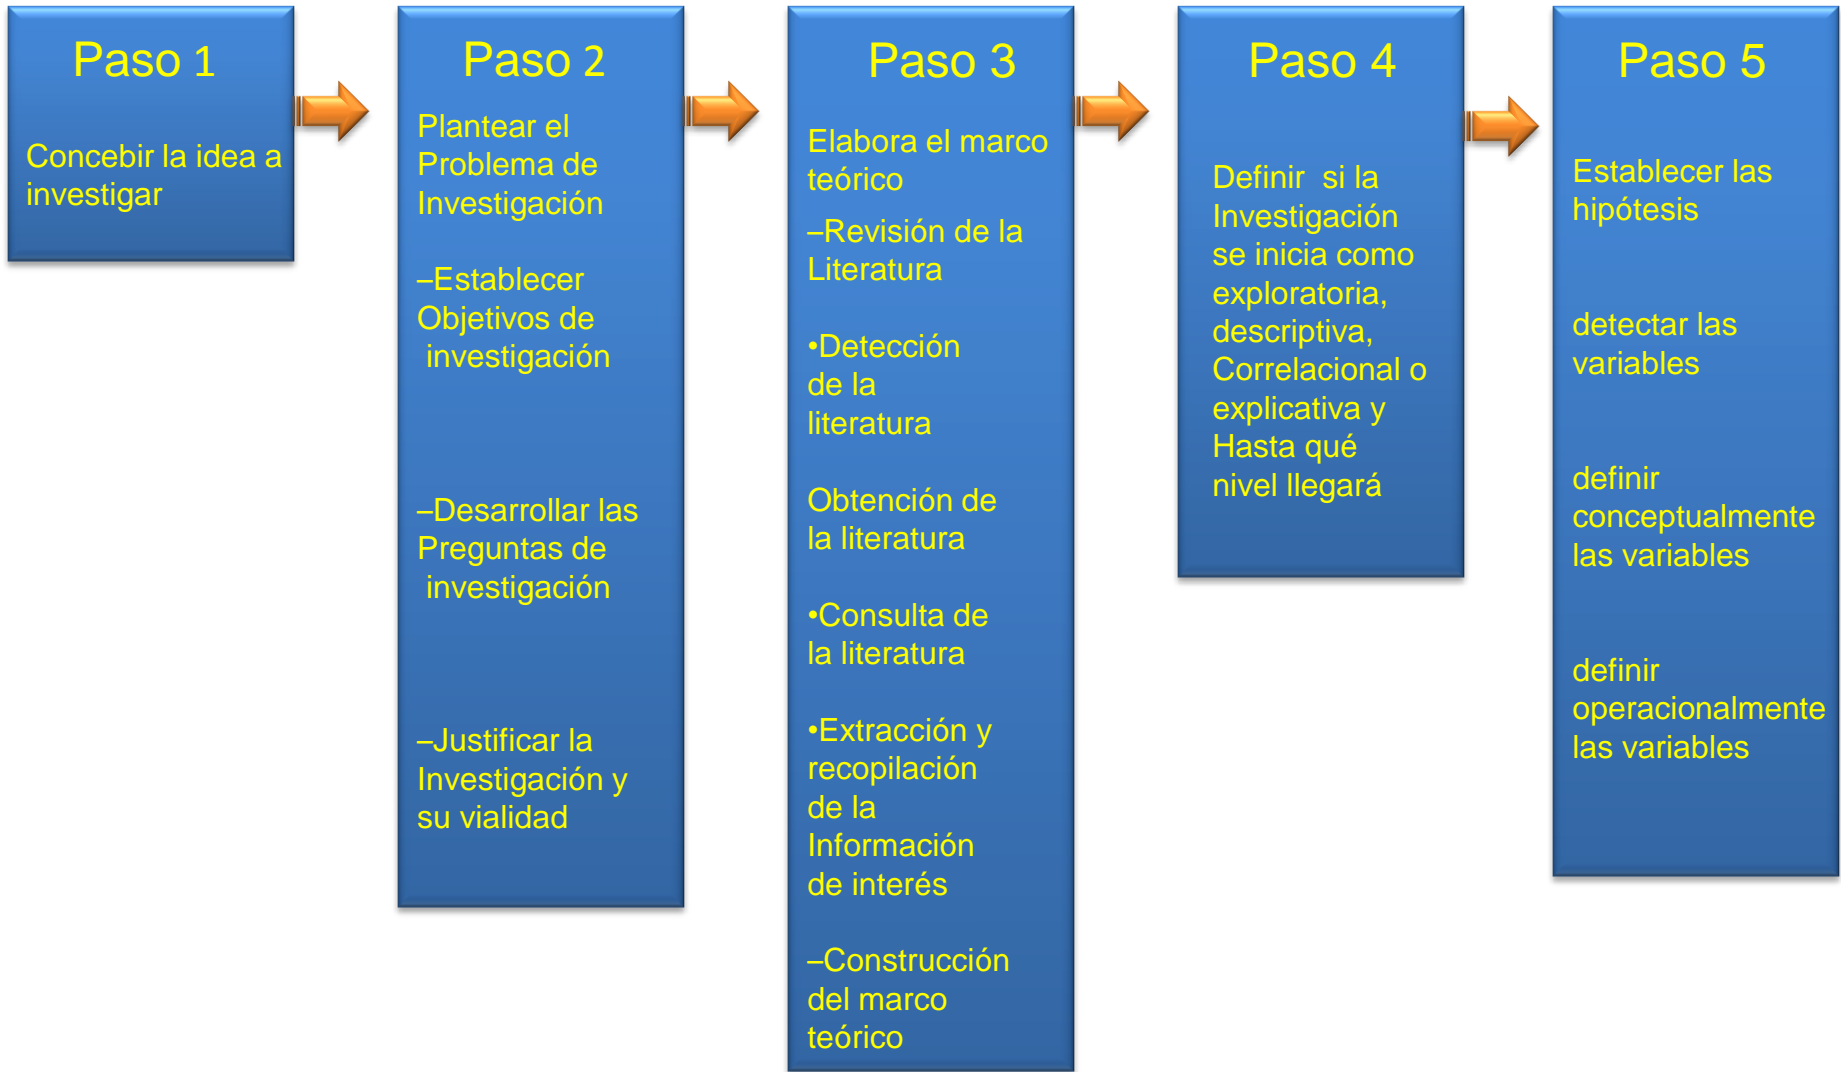 Paso 1
Concebir la idea a
investigar
Paso 2
Plantear el
Problema de
Investigación
–Establecer
Objetivos de
investigación
–Desarrollar las
Preguntas de
investigación
–Justificar la
Investigación y
su vialidad
Paso 3
Elabora el marco
teórico
–Revisión de la
Literatura
•Detección
de la
literatura
Obtención de
la literatura
•Consulta de
la literatura
•Extracción y
recopilación
de la
Información
de interés
–Construcción
del marco
teórico
Paso 4
Definir si la
Investigación
se inicia como
exploratoria,
descriptiva,
Correlacional o
explicativa y
Hasta qué
nivel llegará
Paso 5
Establecer las
hipótesis
detectar las
variables
definir
conceptualmente
las variables
definir
operacionalmente
las variables